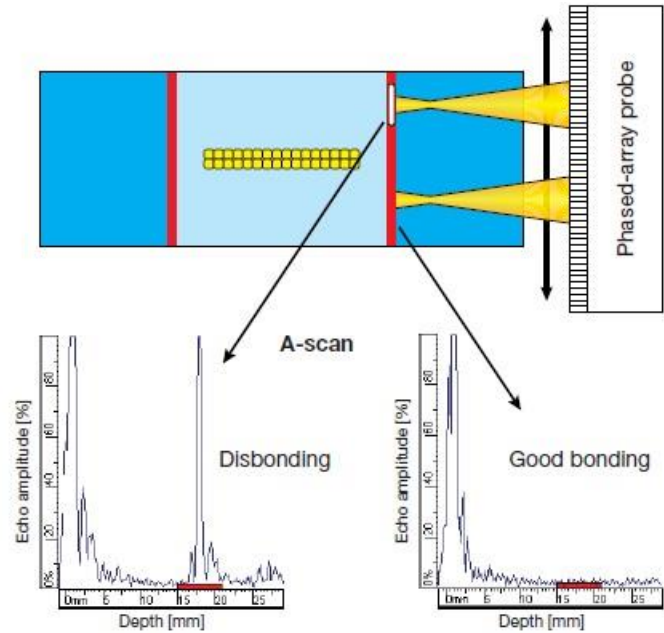 Phased-array probe
A-scan
Echo amplitude [%]
80
60
40
20
0%
Disbonding
0mm 5 10 15 20 25
Depth [mm]
Echo amplitude [%]
80
60
40
20
0%
Good bonding
0mm 5 10 15 20 25
Depth [mm]